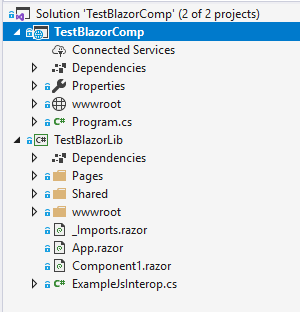 Solution 'TestBlazorComp' (2 of 2 projects)
TestBlazorComp
Connected Services
Dependencies
Properties
wwwroot
C# Program.cs
C# TestBlazorLib
Dependencies
Pages
Shared
wwwroot
_Imports.razor
App.razor
Component1.razor
C# ExampleJsInterop.cs